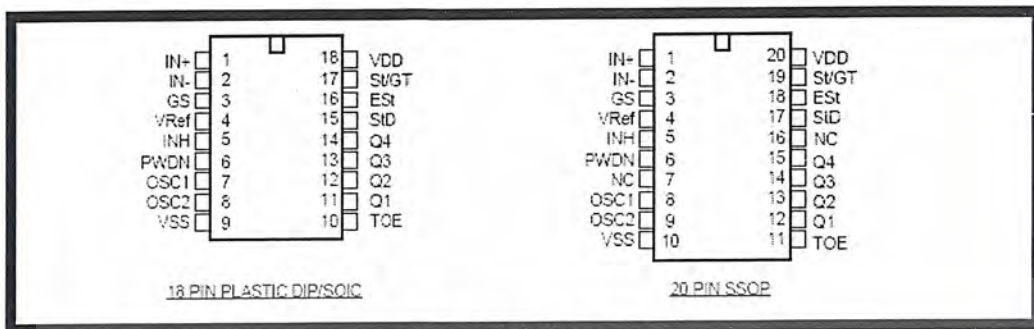 IN+ 1 18 VDD
IN- 2 17 St/GT
GS 3 16 ESt
VRef 4 15 StD
INH 5 14 Q4
PWDN 6 13 Q3
OSC1 7 12 Q2
OSC2 8 11 Q1
VSS 9 10 TOE
18 PIN PLASTIC DIP/SOIC
IN+ 1 20 VDD
IN- 2 19 St/GT
GS 3 18 ESt
VRef 4 17 StD
INH 5 16 NC
PWDN 6 15 Q4
NC 7 14 Q3
OSC1 8 13 Q2
OSC2 9 12 Q1
VSS 10 11 TOE
20 PIN SSOP